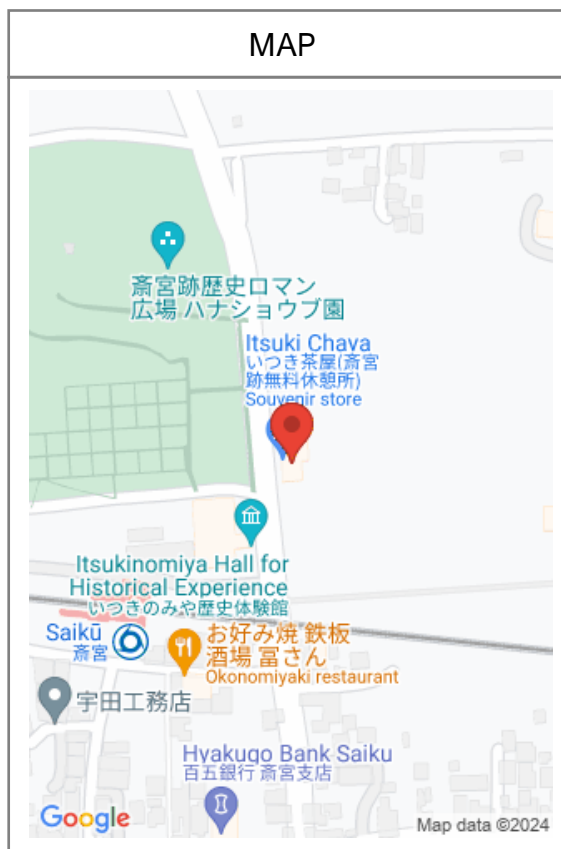 MAP
斎宮跡歴史ロマン
広場 ハナショウブ園
Itsuki Chaya
いつき茶屋(斎宮
跡無料休憩所)
Souvenir store
Itsukinomiya Hall for
Historical Experience
いつきのみや歴史体験館
Saikū
斎宮
お好み焼 鉄板
酒場 冨さん
Okonomiyaki restaurant
宇田工務店
Hyakugo Bank Saiku
百五銀行 斎宮支店
Google
Map data ©2024